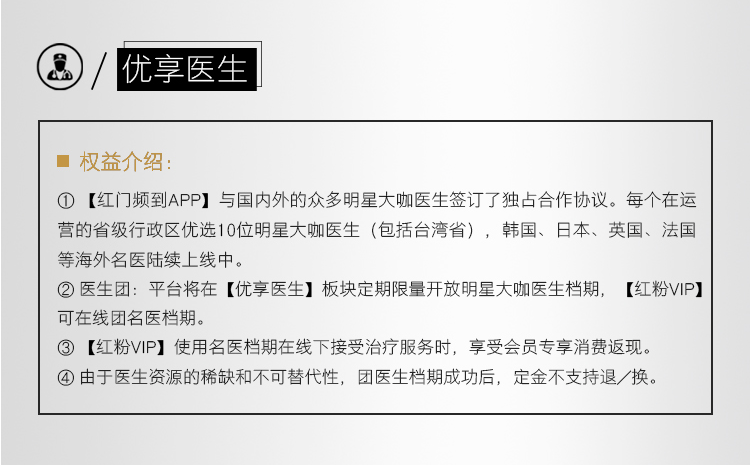 优享医生
权益介绍：
① 【红门频到APP】与国内外的众多明星大咖医生签订了独占合作协议。每个在运
营的省级行政区优选10位明星大咖医生（包括台湾省），韩国、日本、英国、法国
等海外名医陆续上线中。
② 医生团：平台将在【优享医生】板块定期限量开放明星大咖医生档期，【红粉VIP】
可在线团名医档期。
③ 【红粉VIP】使用名医档期在线下接受治疗服务时，享受会员专享消费返现。
④ 由于医生资源的稀缺和不可替代性，团医生档期成功后，定金不支持退／换。